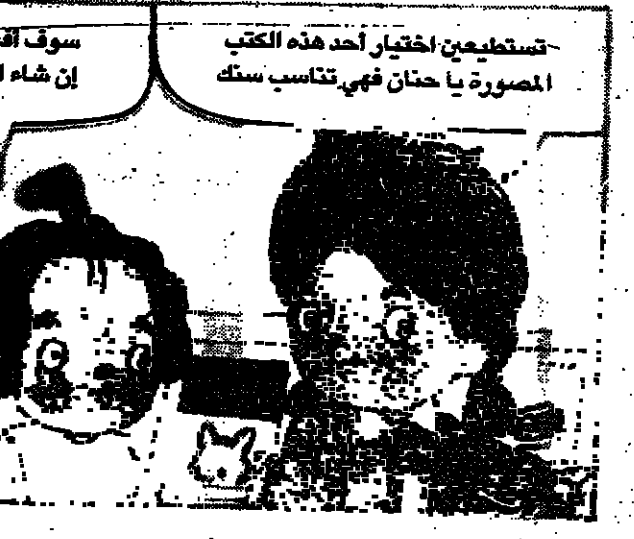 تستطيعين اختيار أحد هذه الكتب
المصورة يا حنان فهي تناسب سنك
سوف
إن شاء